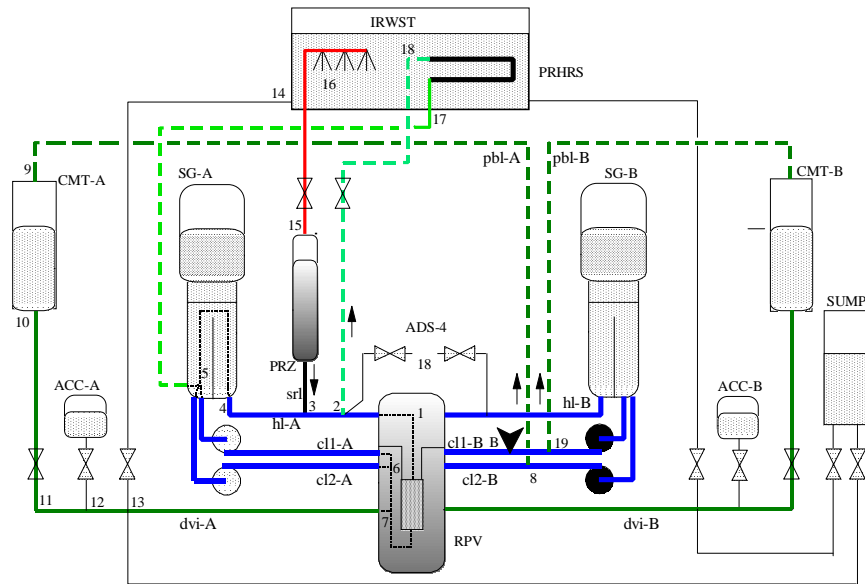 IRWST
18
16
PRHRS
14
17
9
pbl-A
pbl-B
CMT-A
SG-A
SG-B
CMT-B
15
10
SUMP
ADS-4
PRZ
18
5
srl
ACC-A
ACC-B
4
3
2
1
hl-A
hl-B
cl1-A
cl1-B
B
19
6
cl2-A
cl2-B
8
11
12
13
7
dvi-A
dvi-B
RPV